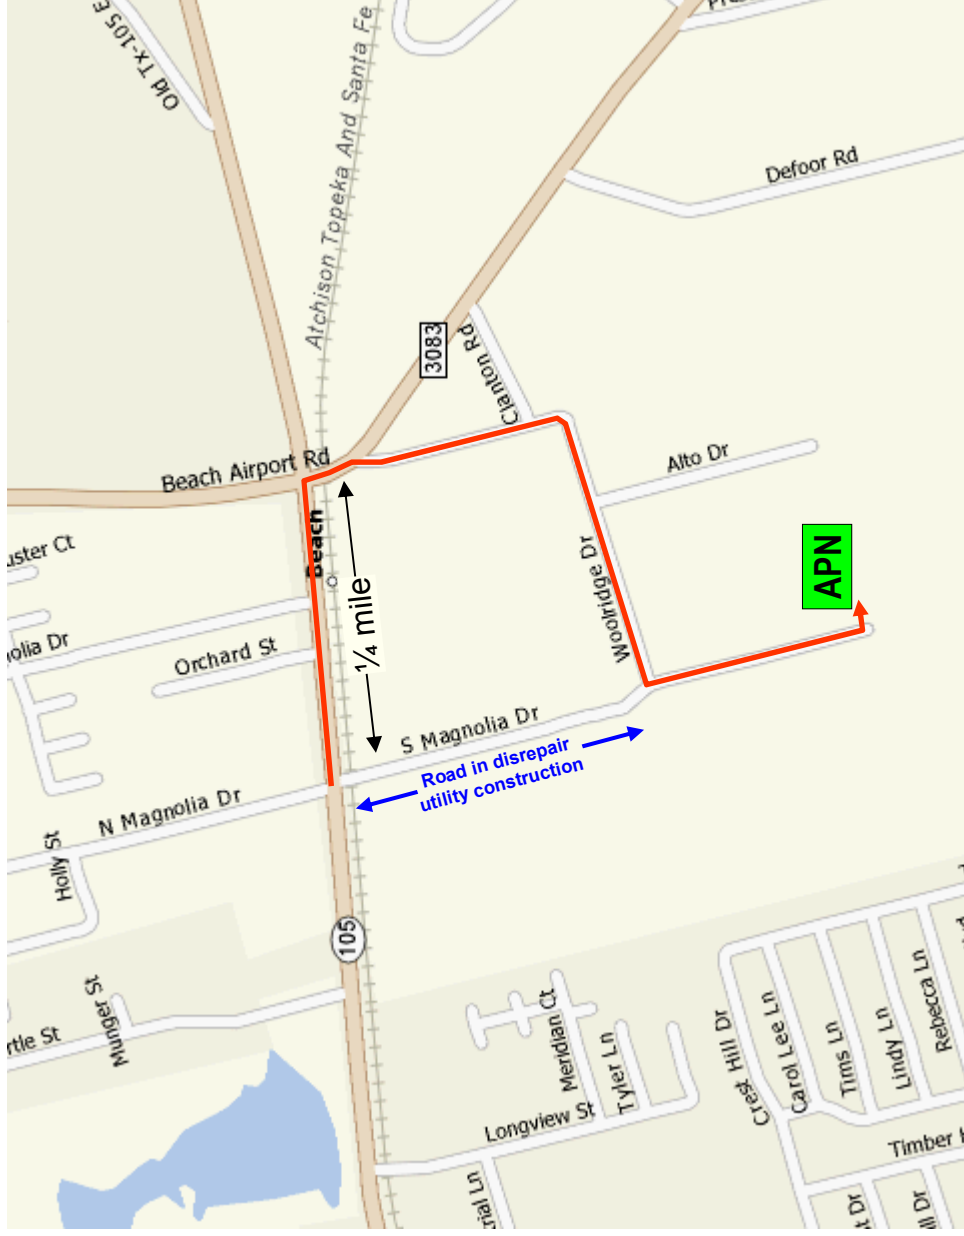 Old Tx-105 E
Atchison Topeka And Santa Fe
Defoor Rd
3083
Clanton Rd
Beach Airport Rd
Alto Dr
Beach
APN
Woolridge Dr
¼ mile
Orchard St
S Magnolia Dr
Road in disrepair
utility construction
N Magnolia Dr
Holly St
105
Munger St
Meridian Ct
Tyler Ln
Longview St
Crest Hill Dr
Carol Lee Ln
Tims Ln
Lindy Ln
Rebecca Ln
Timber